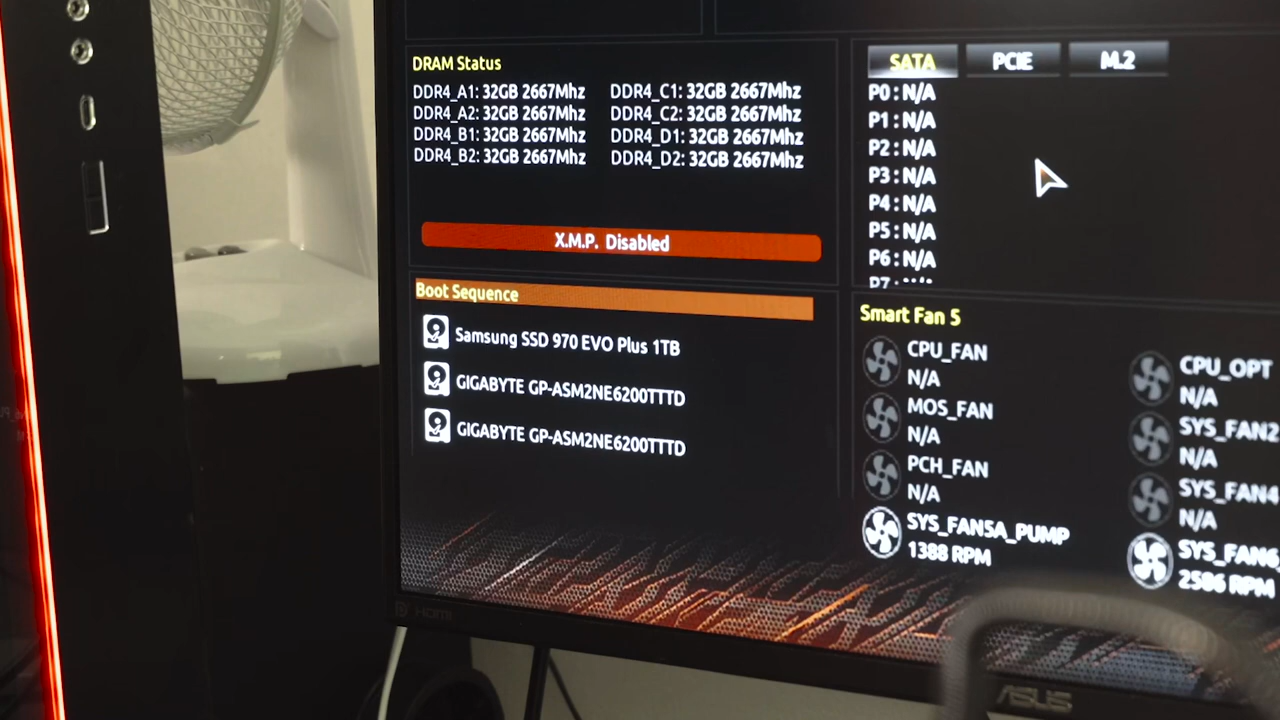 DRAM Status
DDR4_A1: 32GB 2667Mhz
DDR4_A2: 32GB 2667Mhz
DDR4_B1: 32GB 2667Mhz
DDR4_B2: 32GB 2667Mhz
DDR4_C1: 32GB 2667Mhz
DDR4_C2: 32GB 2667Mhz
DDR4_D1: 32GB 2667Mhz
DDR4_D2: 32GB 2667Mhz
X.M.P. Disabled
Boot Sequence
Samsung SSD 970 EVO Plus 1TB
GIGABYTE GP-ASM2NE6200TTTD
GIGABYTE GP-ASM2NE6200TTTD
SATA PCIE M.2
P0 : N/A
P1 : N/A
P2 : N/A
P3 : N/A
P4 : N/A
P5 : N/A
P6 : N/A
Smart Fan 5
CPU_FAN
N/A
MOS_FAN
N/A
PCH_FAN
N/A
SYS_FAN5A_PUMP
1388 RPM
CPU_OPT
N/A
SYS_FAN2
N/A
SYS_FAN4
N/A
SYS_FAN6_
2586 RPM
HDMI
ASUS